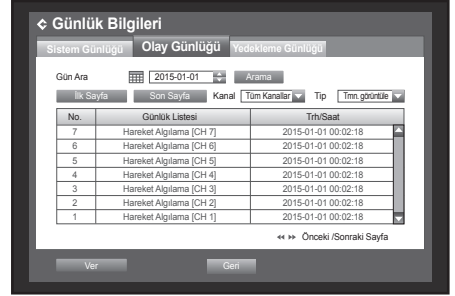 Günlük Bilgileri
Sistem Günlüğü Olay Günlüğü Yedekleme Günlüğü
Gün Ara 2015-01-01 Arama
İlk Sayfa Son Sayfa Kanal Tüm Kanallar Tip Tmn. görüntüle
No. Günlük Listesi Trh/Saat
7 Hareket Algılama [CH 7] 2015-01-01 00:02:18
6 Hareket Algılama [CH 6] 2015-01-01 00:02:18
5 Hareket Algılama [CH 5] 2015-01-01 00:02:18
4 Hareket Algılama [CH 4] 2015-01-01 00:02:18
3 Hareket Algılama [CH 3] 2015-01-01 00:02:18
2 Hareket Algılama [CH 2] 2015-01-01 00:02:18
1 Hareket Algılama [CH 1] 2015-01-01 00:02:18
Önceki /Sonraki Sayfa
Ver Geri